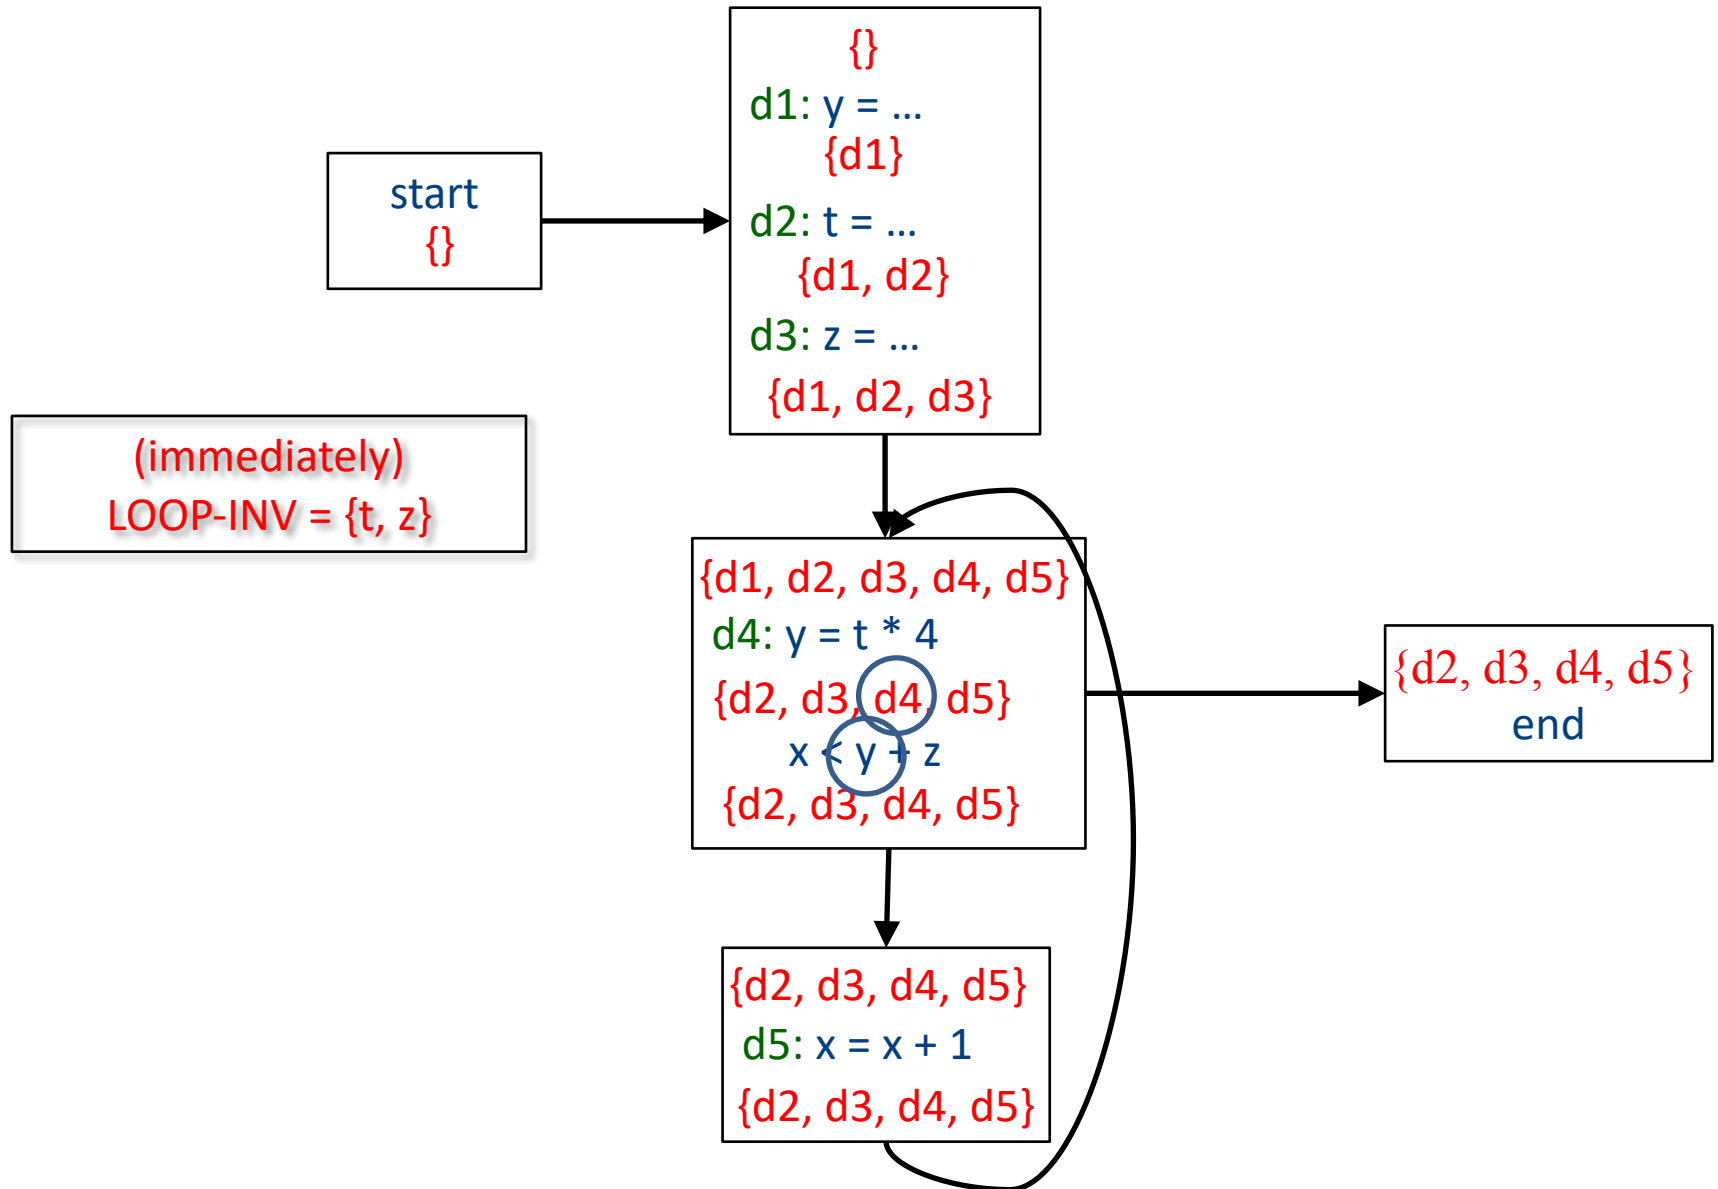 {}
d1: y = …
{d1}
d2: t = …
{d1, d2}
d3: z = …
{d1, d2, d3}
start
{}
(immediately)
LOOP-INV = {t, z}
{d1, d2, d3, d4, d5}
d4: y = t * 4
{d2, d3, d4, d5}
x < y + z
{d2, d3, d4, d5}
{d2, d3, d4, d5}
end
{d2, d3, d4, d5}
d5: x = x + 1
{d2, d3, d4, d5}